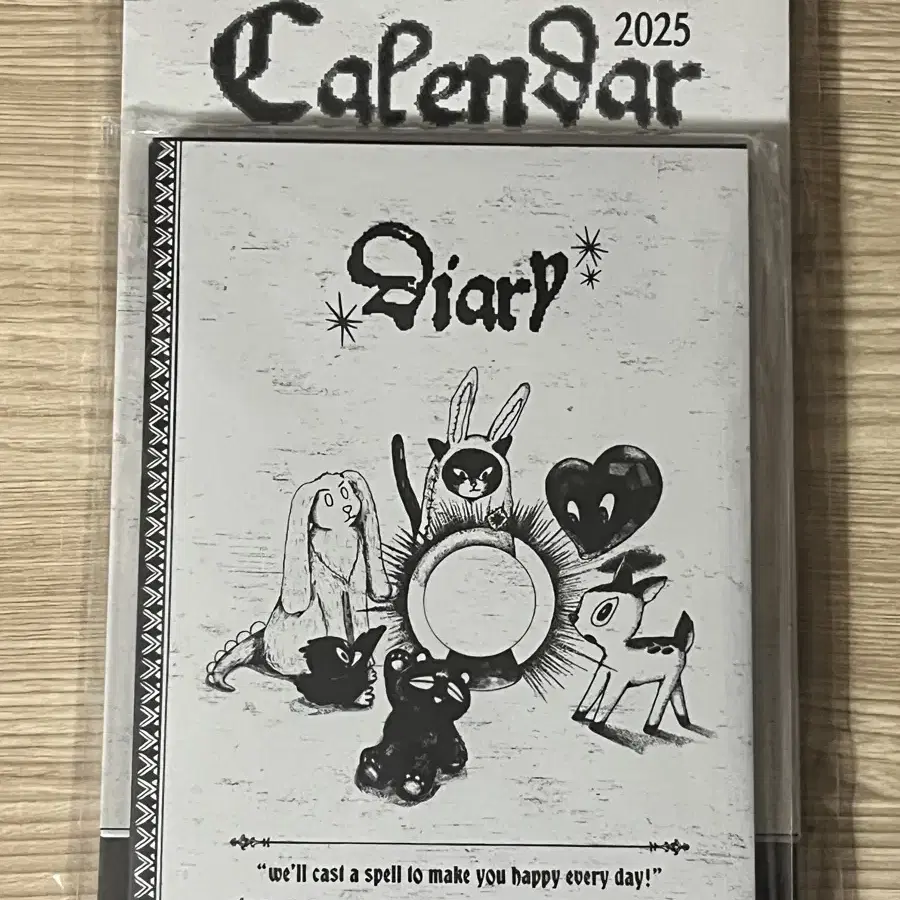 2025
Calendar
Diary
“we'll cast a spell to make you happy every day!”